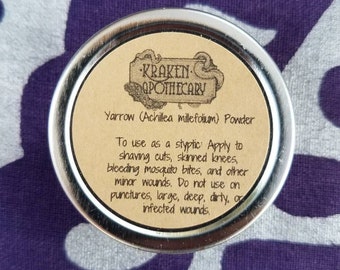 KRAKEN
APOTHECARY
Yarrow (Achillea millefolium) Powder
To use as a styptic: Apply to
shaving cuts, skinned knees,
bleeding mosquito bites, and other
minor wounds. Do not use on
punctures, large, deep, dirty, or
infected wounds.